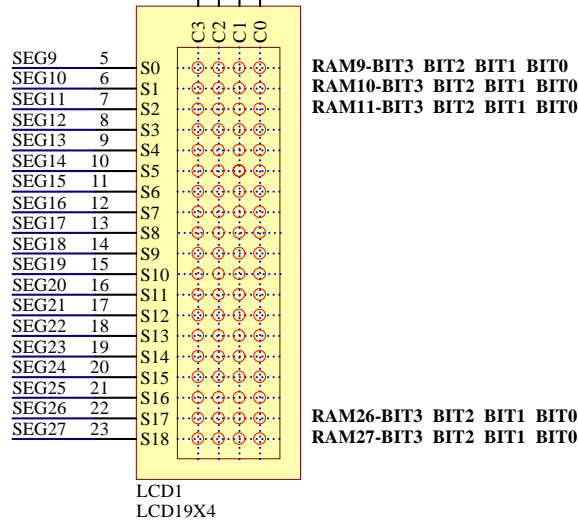 C3 C2 C1 C0
SEG9 5 S0 RAM9-BIT3 BIT2 BIT1 BIT0
SEG10 6 S1 RAM10-BIT3 BIT2 BIT1 BIT0
SEG11 7 S2 RAM11-BIT3 BIT2 BIT1 BIT0
SEG12 8 S3
SEG13 9 S4
SEG14 10 S5
SEG15 11 S6
SEG16 12 S7
SEG17 13 S8
SEG18 14 S9
SEG19 15 S10
SEG20 16 S11
SEG21 17 S12
SEG22 18 S13
SEG23 19 S14
SEG24 20 S15
SEG25 21 S16
SEG26 22 S17 RAM26-BIT3 BIT2 BIT1 BIT0
SEG27 23 S18 RAM27-BIT3 BIT2 BIT1 BIT0
LCD1
LCD19X4